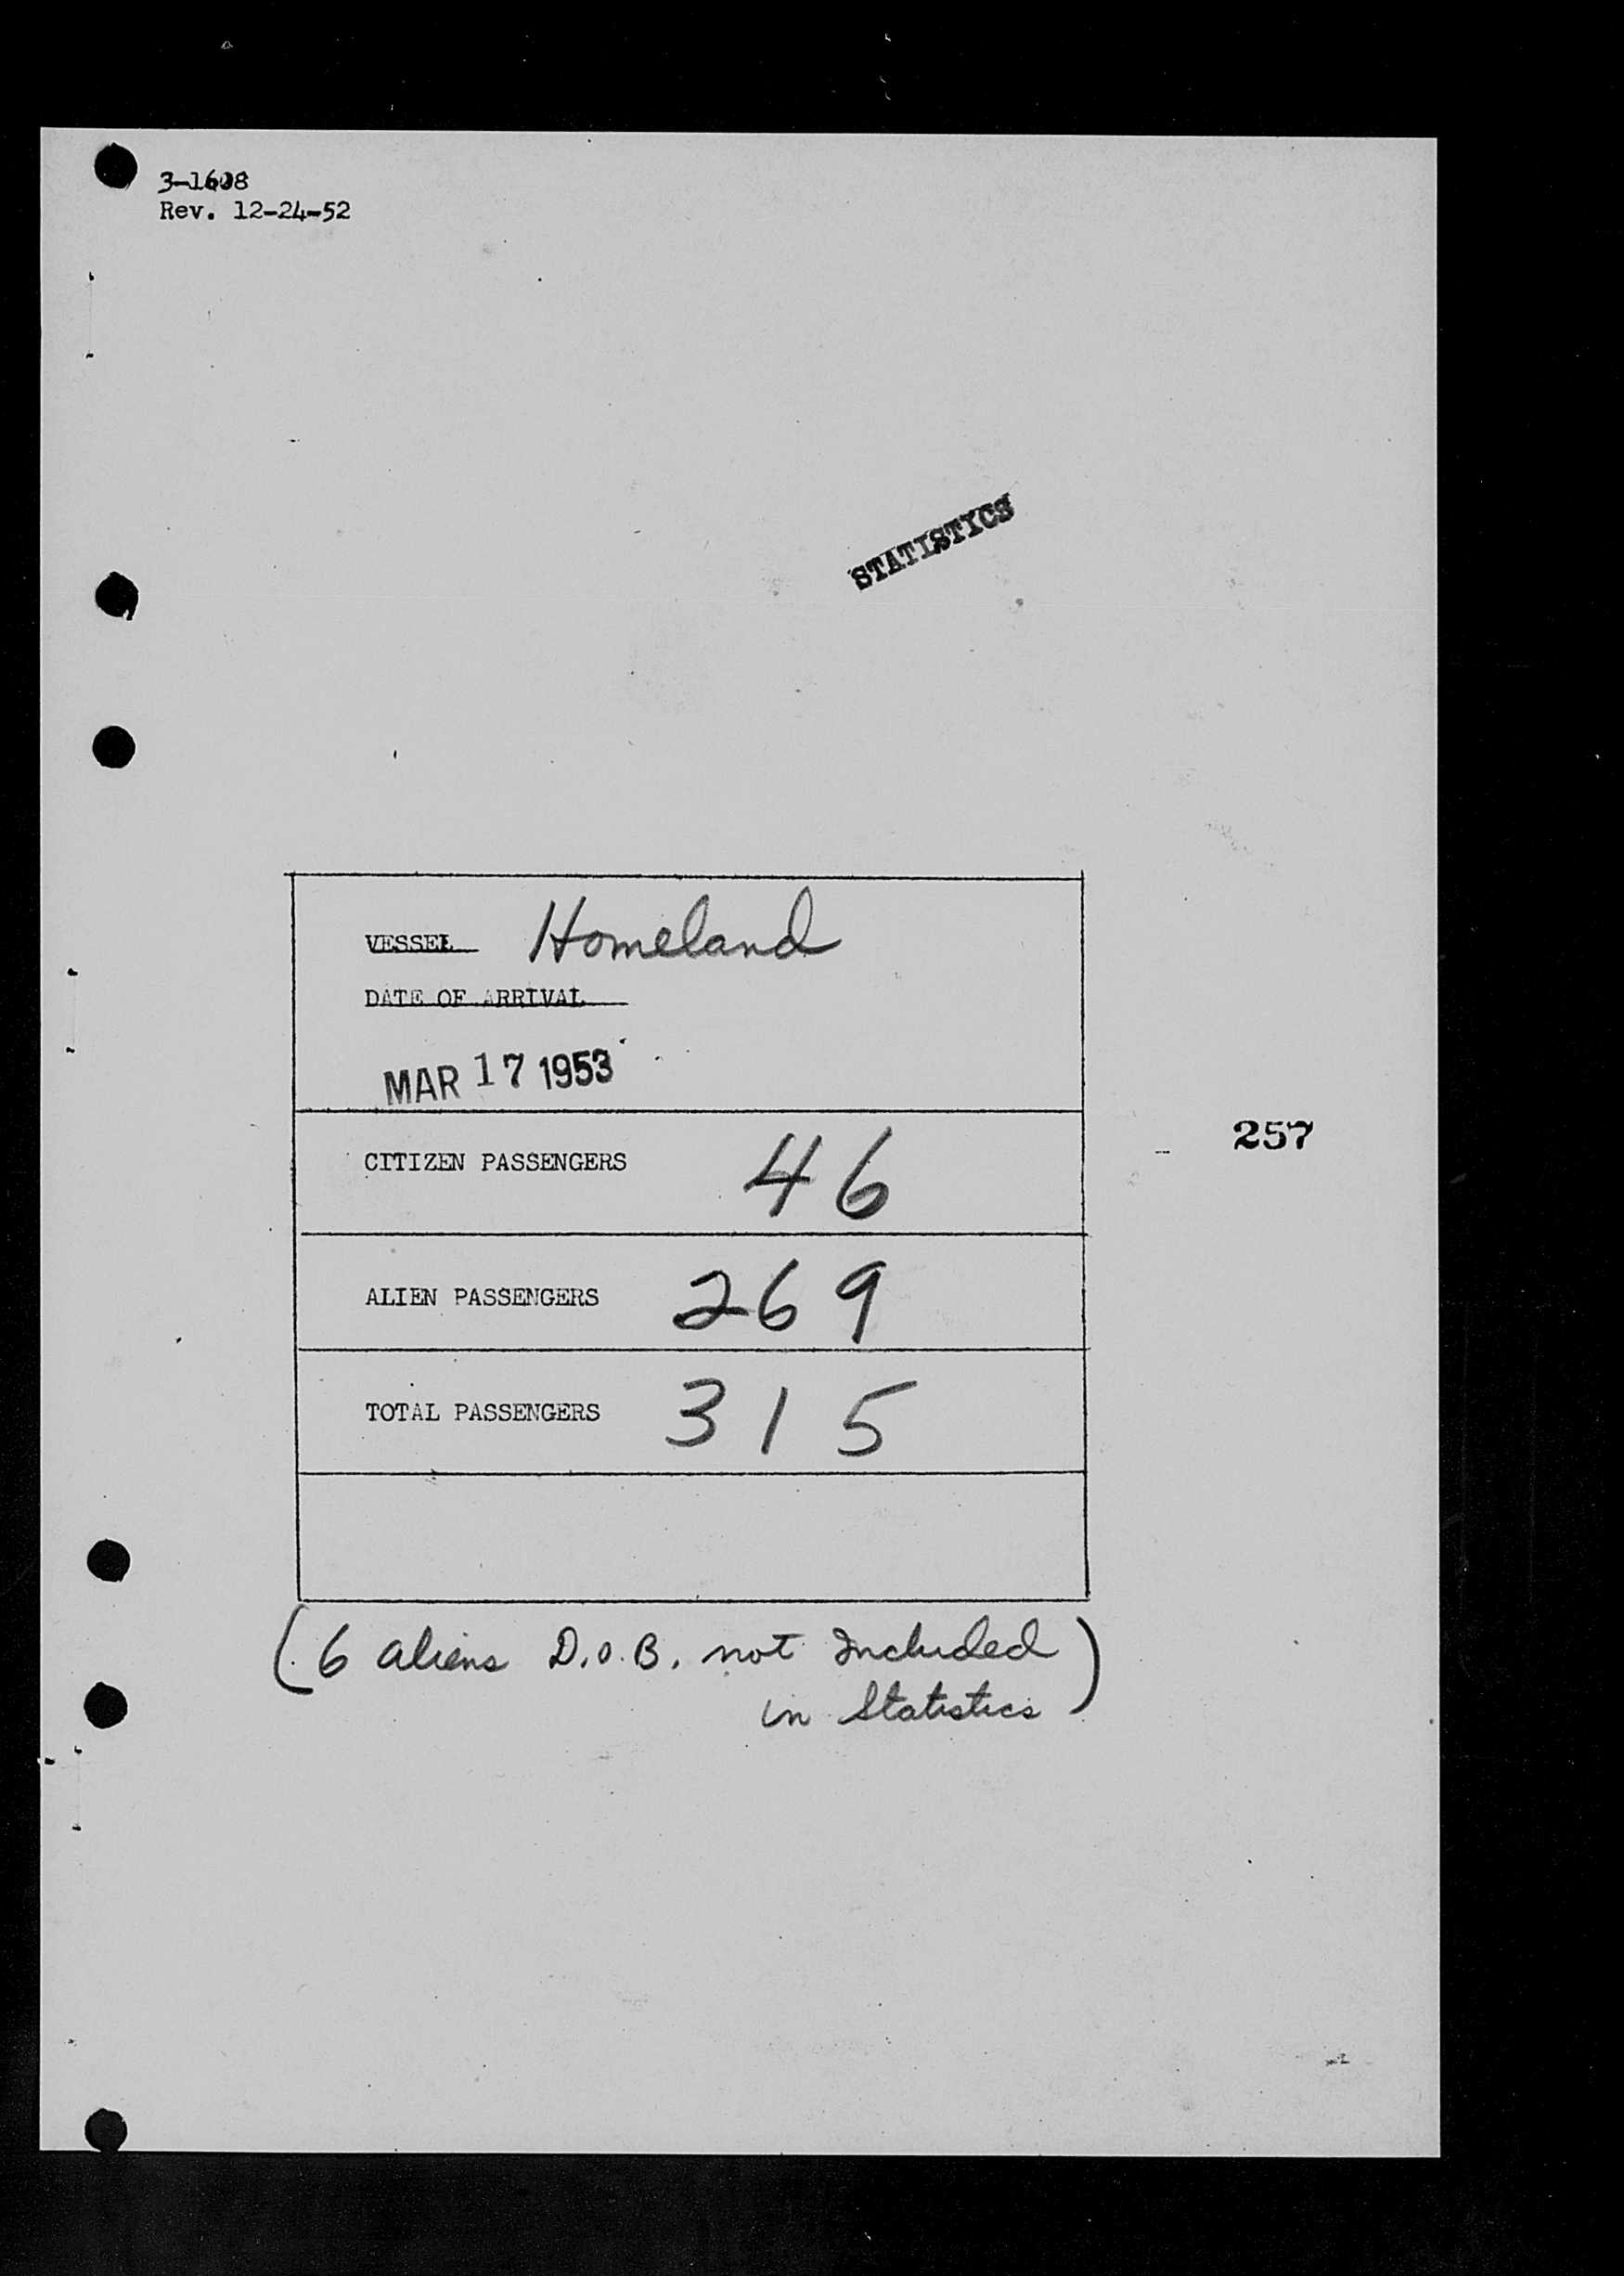 3-1608
Rev. 12-24-52
STATISTICS
VESSEL Homeland
DATE OF ARRIVAL
MAR 17 1953
257
CITIZEN PASSENGERS 46
ALIEN PASSENGERS 269
TOTAL PASSENGERS 315
(6 aliens D.O.B. not Included
in Statistics)